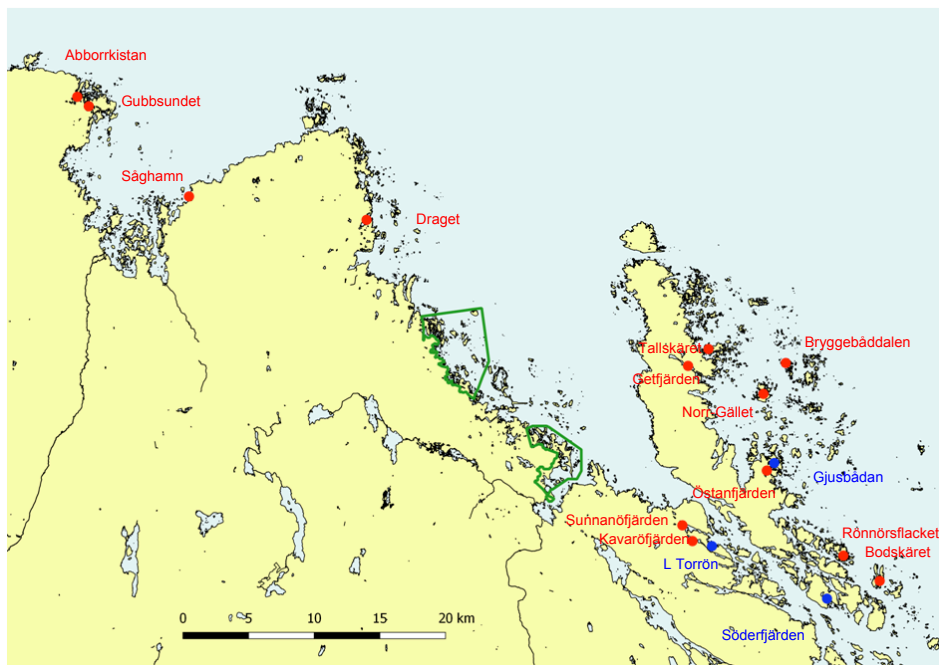 Abborrkistan
Gubbsundet
Såghamn
Draget
Bryggebåddalen
Tallskäret
Getfjärden
Norr Gället
Gjusbådan
Östanfjärden
Sunnanöfjärden
Rönnörsflacket
Kavaröfjärden
Bodskäret
L Torrön
0 5 10 15 20 km
Söderfjärden